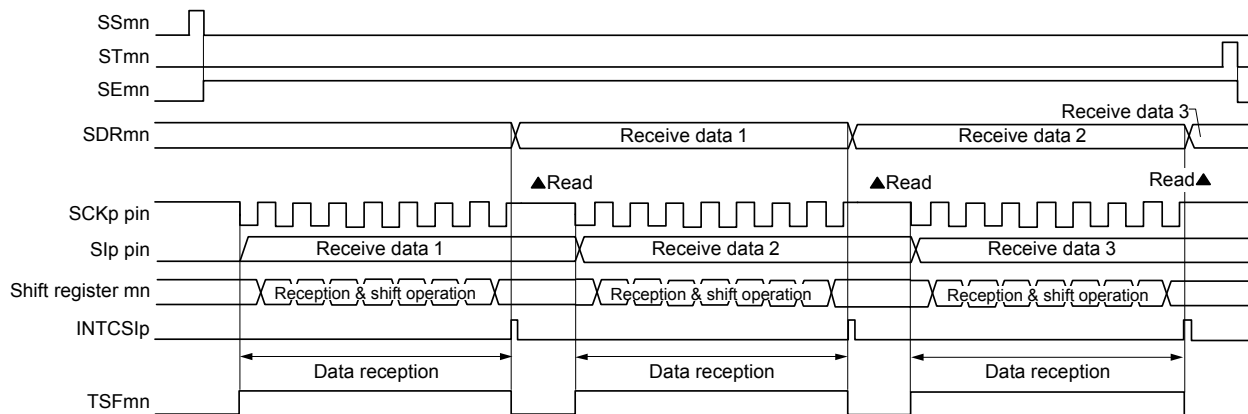 SSmn
STmn
SEmn
Receive data 3
SDRmn Receive data 1 Receive data 2
▲Read ▲Read Read▲
SCKp pin
SIp pin Receive data 1 Receive data 2 Receive data 3
Shift register mn Reception & shift operation Reception & shift operation Reception & shift operation
INTCSIp
Data reception Data reception Data reception
TSFmn